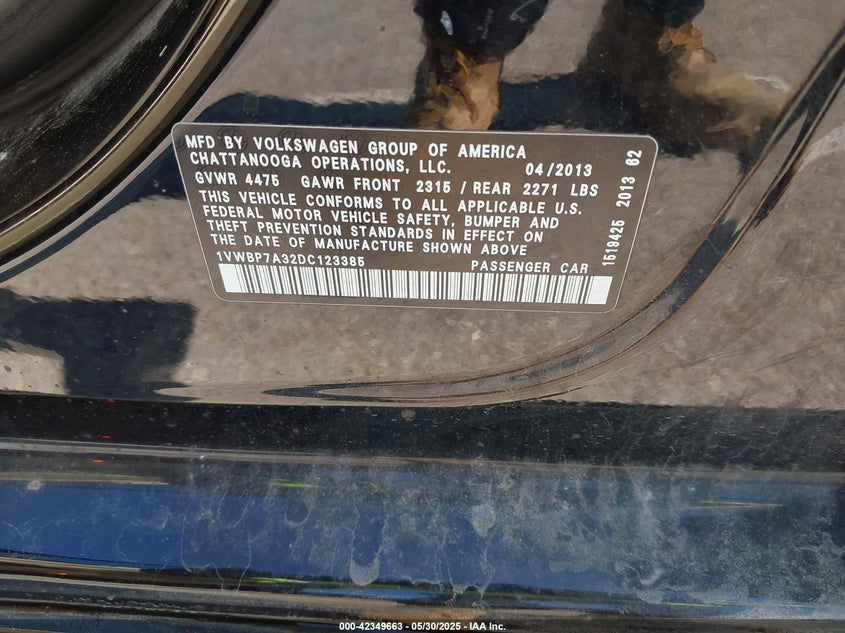 MFD BY VOLKSWAGEN GROUP OF AMERICA
CHATTANOOGA OPERATIONS, LLC. 04/2013
GVWR 4475 GAWR FRONT 2315 / REAR 2271 LBS
THIS VEHICLE CONFORMS TO ALL APPLICABLE U.S.
FEDERAL MOTOR VEHICLE SAFETY, BUMPER AND
THEFT PREVENTION STANDARDS IN EFFECT ON
THE DATE OF MANUFACTURE SHOWN ABOVE
1VWBP7A32DC123385 PASSENGER CAR
1519425 2013 62
000-42349663 - 05/30/2025 - IAA Inc.